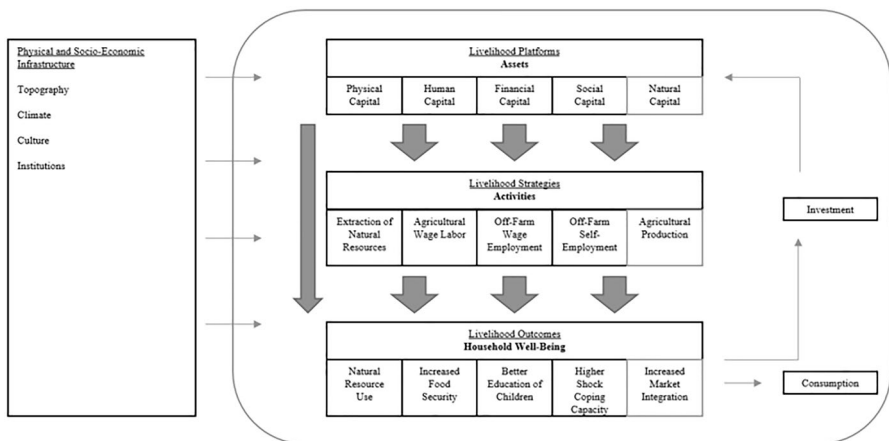 Physical and Socio-Economic
Infrastructure
Topography
Climate
Culture
Institutions
Livelihood Platforms
Assets
Physical
Capital
Human
Capital
Financial
Capital
Social
Capital
Natural
Capital
Livelihood Strategies
Activities
Extraction of
Natural
Resources
Agricultural
Wage Labor
Off-Farm
Wage
Employment
Off-Farm
Self-
Employment
Agricultural
Production
Livelihood Outcomes
Household Well-Being
Natural
Resource
Use
Increased
Food
Security
Better
Education of
Children
Higher
Shock
Coping
Capacity
Increased
Market
Integration
Investment
Consumption